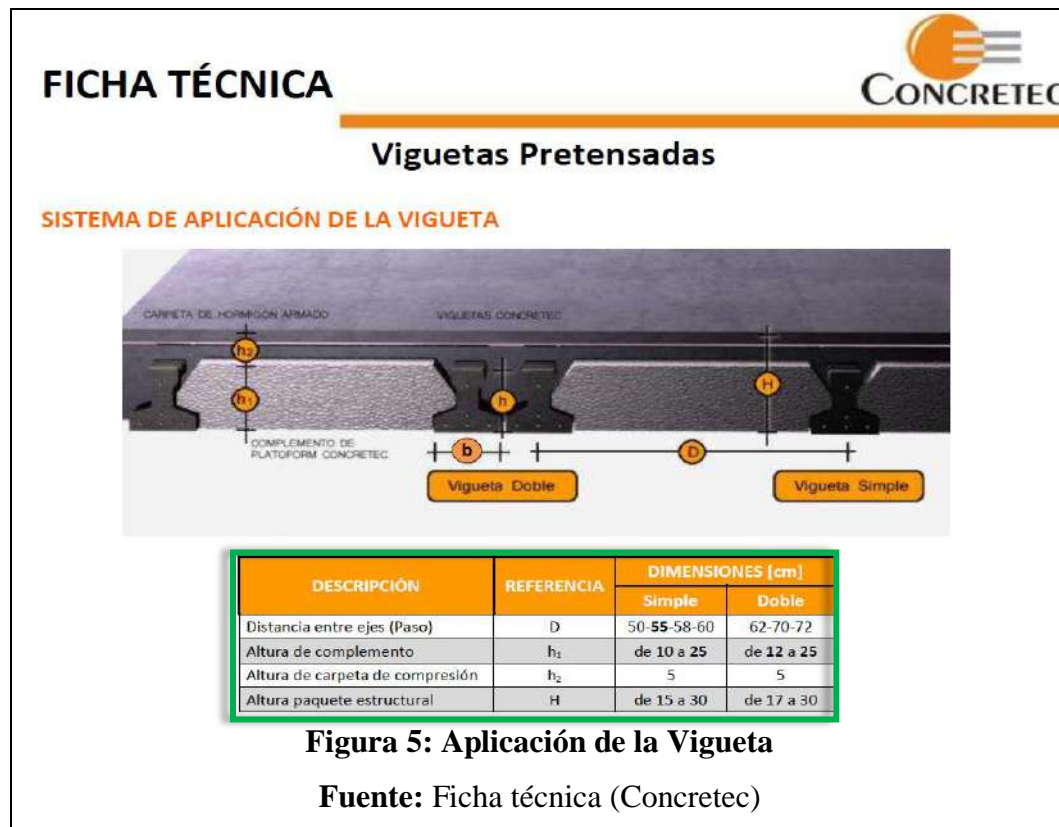 FICHA TÉCNICA
CONCRETEC
Viguetas Pretensadas
SISTEMA DE APLICACIÓN DE LA VIGUETA
CARPETA DE HORMIGÓN ARMADO VIGUETAS CONCRETEC
h₂
h₁ h H
COMPLEMENTO DE
PLATOFORM CONCRETEC
b D
Vigueta Doble Vigueta Simple
DESCRIPCIÓN REFERENCIA DIMENSIONES [cm]
Simple Doble
Distancia entre ejes (Paso) D 50-55-58-60 62-70-72
Altura de complemento h₁ de 10 a 25 de 12 a 25
Altura de carpeta de compresión h₂ 5 5
Altura paquete estructural H de 15 a 30 de 17 a 30
Figura 5: Aplicación de la Vigueta
Fuente: Ficha técnica (Concretec)